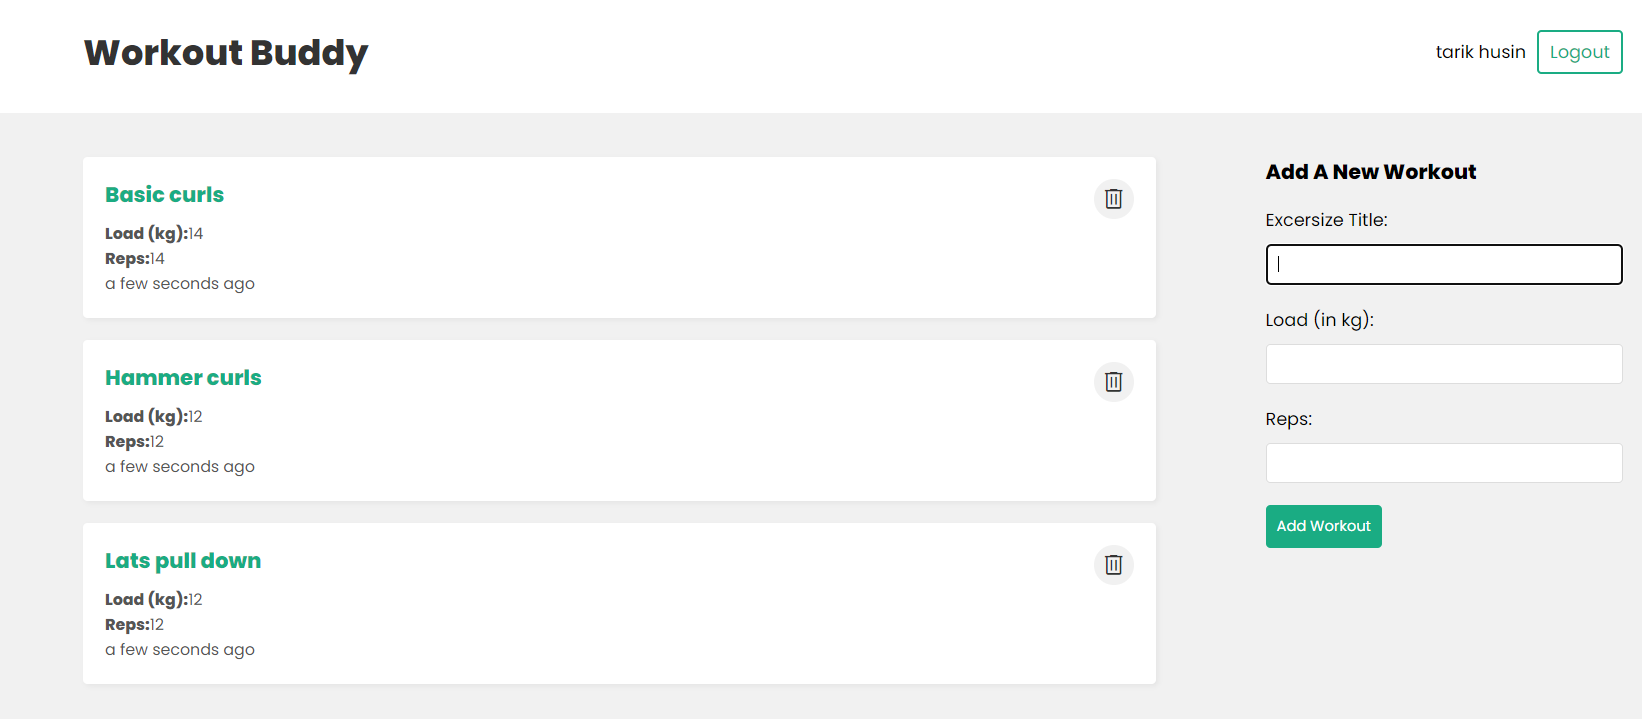 Workout Buddy
tarik husin
Logout
Basic curls
Load (kg):14
Reps:14
a few seconds ago
Hammer curls
Load (kg):12
Reps:12
a few seconds ago
Lats pull down
Load (kg):12
Reps:12
a few seconds ago
Add A New Workout
Excersize Title:
Load (in kg):
Reps:
Add Workout